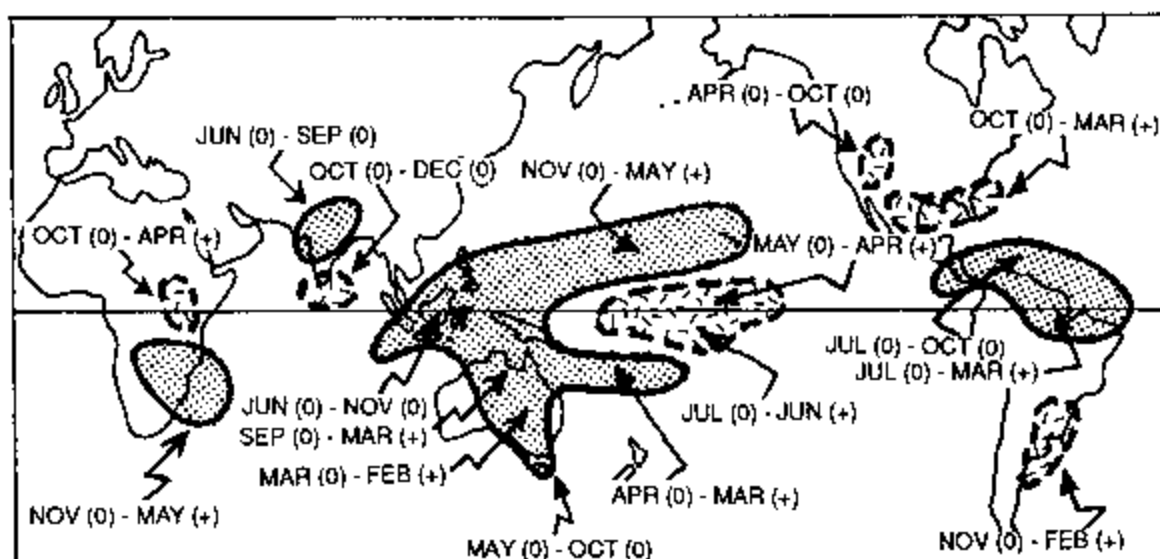 APR (0) - OCT (0)
OCT (0) - MAR (+)
JUN (0) - SEP (0)
OCT (0) - DEC (0)
NOV (0) - MAY (+)
OCT (0) - APR (+)
MAY (0) - APR (+)
JUL (0) - OCT (0)
JUL (0) - MAR (+)
JUN (0) - NOV (0)
SEP (0) - MAR (+)
JUL (0) - JUN (+)
MAR (0) - FEB (+)
APR (0) - MAR (+)
NOV (0) - MAY (+)
MAY (0) - OCT (0)
NOV (0) - FEB (+)